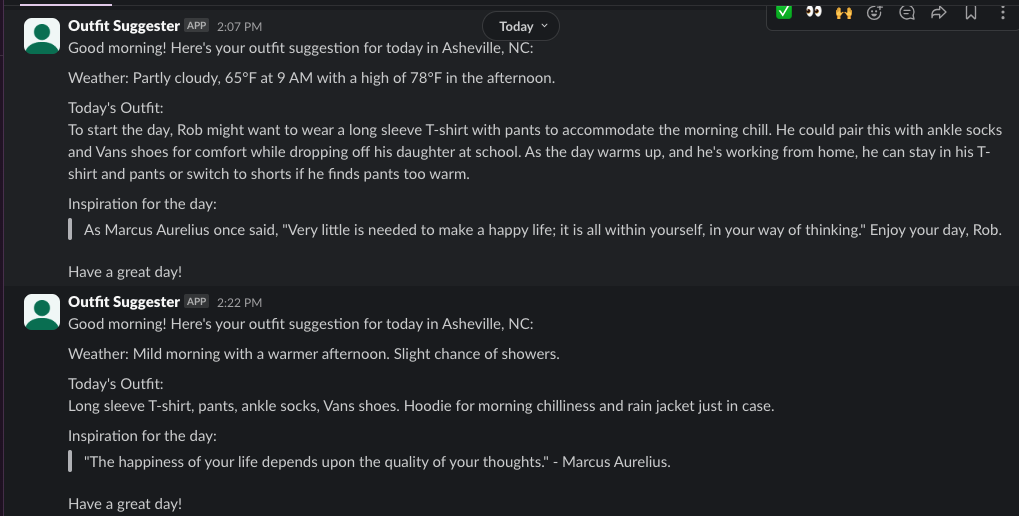 Outfit Suggester APP 2:07 PM
Today
Good morning! Here's your outfit suggestion for today in Asheville, NC:
Weather: Partly cloudy, 65°F at 9 AM with a high of 78°F in the afternoon.
Today's Outfit:
To start the day, Rob might want to wear a long sleeve T-shirt with pants to accommodate the morning chill. He could pair this with ankle socks
and Vans shoes for comfort while dropping off his daughter at school. As the day warms up, and he's working from home, he can stay in his T-
shirt and pants or switch to shorts if he finds pants too warm.
Inspiration for the day:
As Marcus Aurelius once said, "Very little is needed to make a happy life; it is all within yourself, in your way of thinking." Enjoy your day, Rob.
Have a great day!
Outfit Suggester APP 2:22 PM
Good morning! Here's your outfit suggestion for today in Asheville, NC:
Weather: Mild morning with a warmer afternoon. Slight chance of showers.
Today's Outfit:
Long sleeve T-shirt, pants, ankle socks, Vans shoes. Hoodie for morning chilliness and rain jacket just in case.
Inspiration for the day:
"The happiness of your life depends upon the quality of your thoughts." - Marcus Aurelius.
Have a great day!